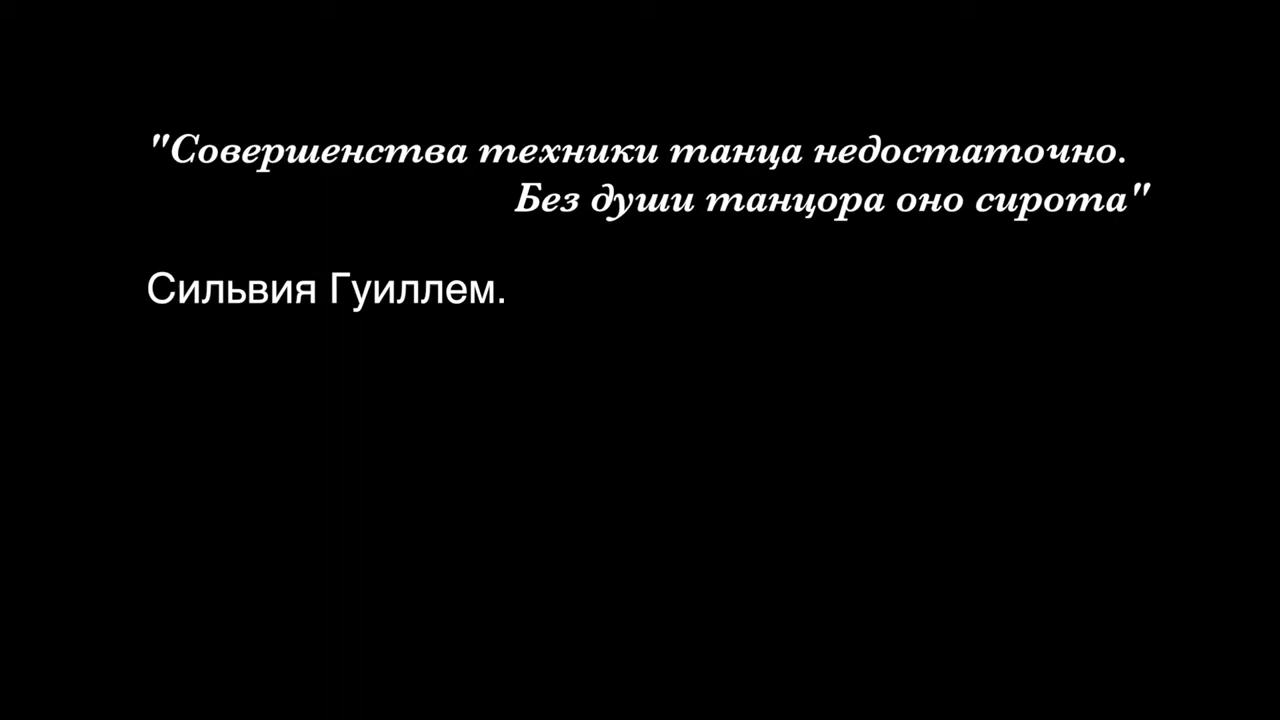 "Совершенства техники танца недостаточно.
Без души танцора оно сирота"
Сильвия Гуиллем.